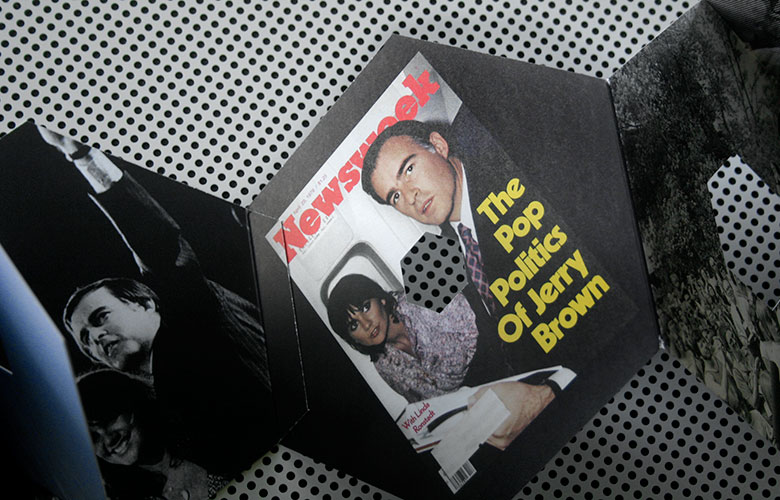 Newsweek
The
Pop
Politics
Of Jerry
Brown
With Linda
Ronstadt